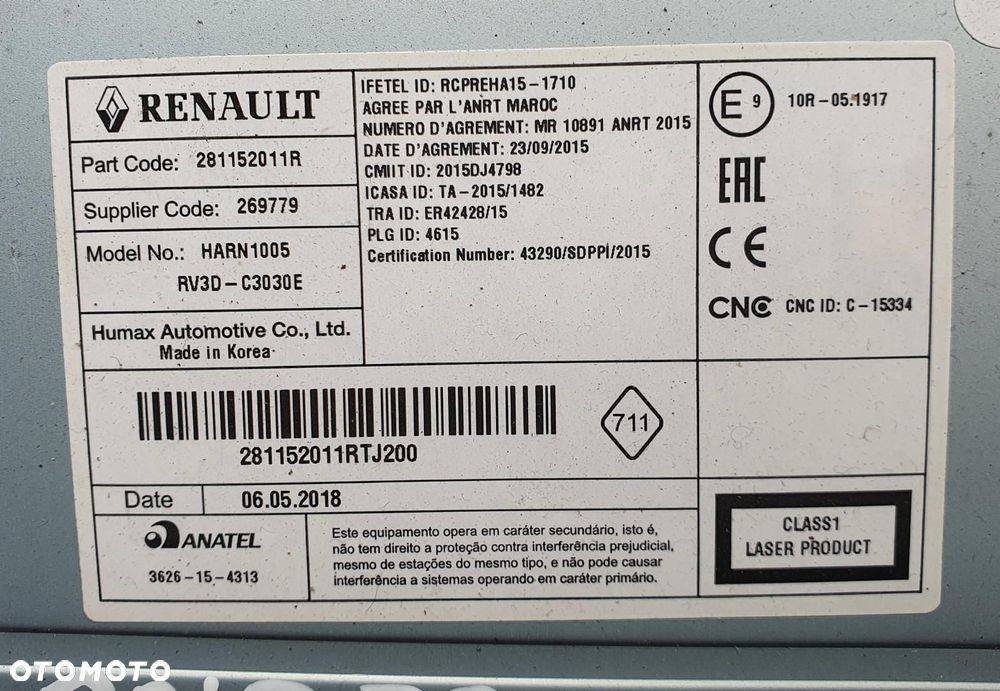 RENAULT
Part Code: 281152011R
Supplier Code: 269779
Model No.: HARN1005
RV3D-C3030E
Humax Automotive Co., Ltd.
Made in Korea
IFETEL ID: RCPREHA15-1710
AGREE PAR L'ANRT MAROC
NUMERO D'AGREMENT: MR 10891 ANRT 2015
DATE D'AGREMENT: 23/09/2015
CMIIT ID: 2015DJ4798
ICASA ID: TA-2015/1482
TRA ID: ER42428/15
PLG ID: 4615
Certification Number: 43290/SDPPI/2015
E 9 10R-05.1917
EAC
CE
CNC CNC ID: C-15334
281152011RTJ200
711
Date 06.05.2018
ANATEL
3626-15-4313
Este equipamento opera em caráter secundário, isto é,
não tem direito a proteção contra interferência prejudicial,
mesmo de estações do mesmo tipo, e não pode causar
interferência a sistemas operando em caráter primário.
CLASS1
LASER PRODUCT
OTOMOTO